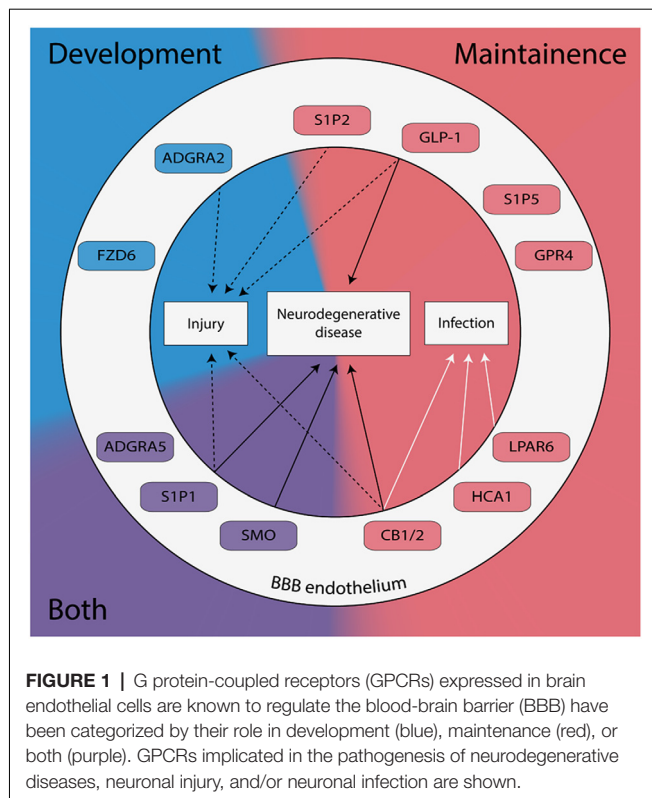 Development
Maintainence
S1P2
GLP-1
ADGRA2
S1P5
FZD6
GPR4
Injury
Neurodegenerative
disease
Infection
ADGRA5
LPAR6
S1P1
HCA1
SMO
CB1/2
BBB endothelium
Both
FIGURE 1 | G protein-coupled receptors (GPCRs) expressed in brain
endothelial cells are known to regulate the blood-brain barrier (BBB) have
been categorized by their role in development (blue), maintenance (red), or
both (purple). GPCRs implicated in the pathogenesis of neurodegenerative
diseases, neuronal injury, and/or neuronal infection are shown.